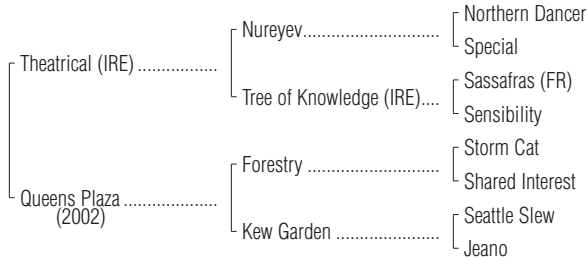 Northern Dancer
Nureyev
Special
Theatrical (IRE)
Sassafras (FR)
Tree of Knowledge (IRE)
Sensibility
Storm Cat
Forestry
Shared Interest
Queens Plaza
(2002)
Seattle Slew
Kew Garden
Jeano